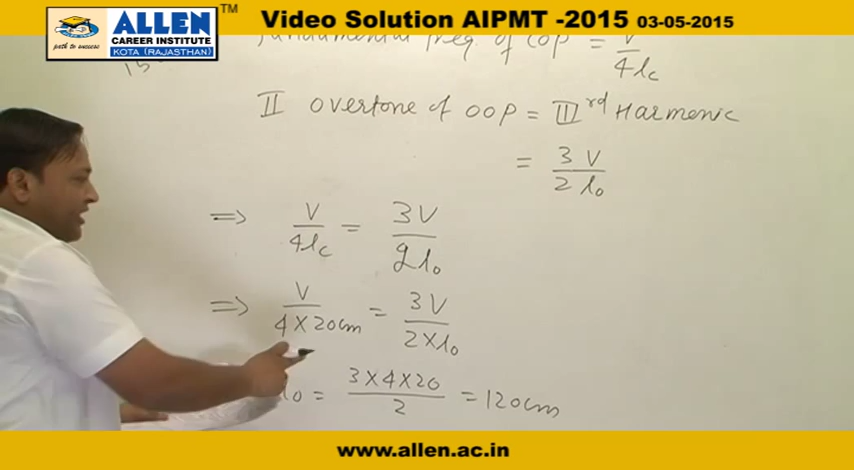 TM
ALLEN
CAREER INSTITUTE
path to success
KOTA (RAJASTHAN)
Video Solution AIPMT -2015 03-05-2015
Fundamental freq. of COP = V/4lc
II overtone of OOP = IIIrd Harmonic
= 3V/2l0
⇒ V/4lc = 3V/2l0
⇒ V/4×20cm = 3V/2×l0
l0 = 3×4×20/2 = 120cm
www.allen.ac.in